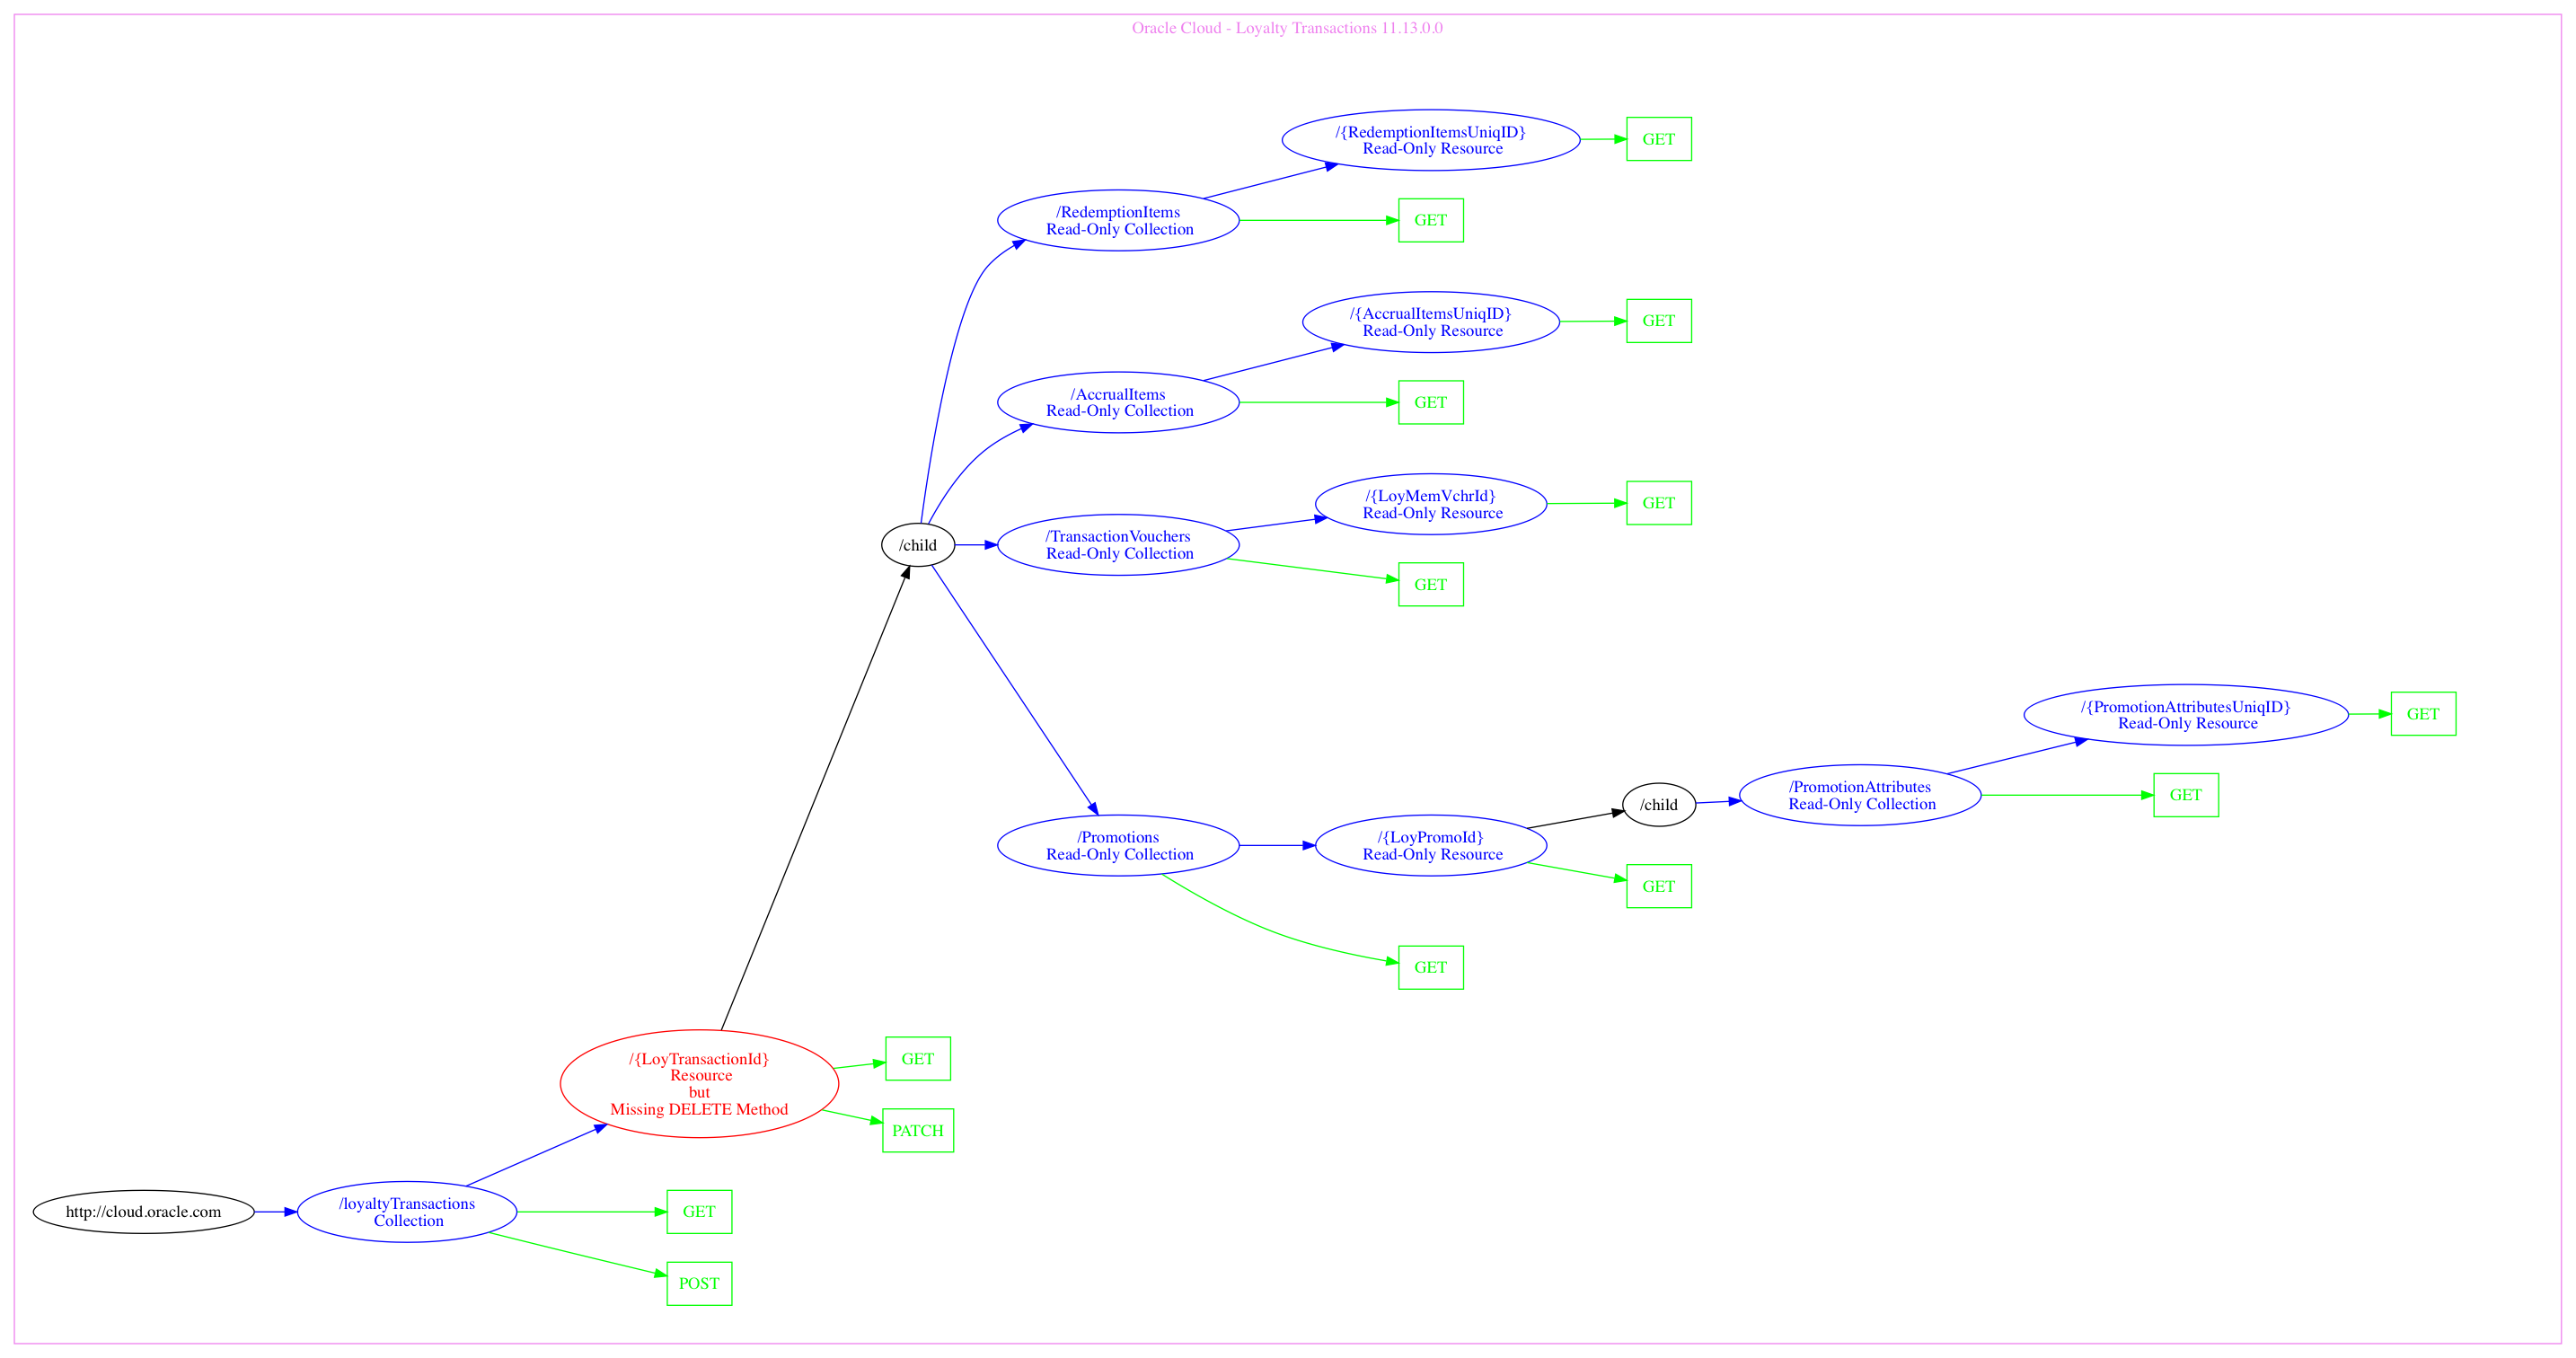 Oracle Cloud - Loyalty Transactions 11.13.0.0
/{RedemptionItemsUniqID}
Read-Only Resource
GET
/RedemptionItems
Read-Only Collection
GET
/{AccrualItemsUniqID}
Read-Only Resource
GET
/AccrualItems
Read-Only Collection
GET
/{LoyMemVchrId}
Read-Only Resource
GET
/child
/TransactionVouchers
Read-Only Collection
GET
/{PromotionAttributesUniqID}
Read-Only Resource
GET
/child
/PromotionAttributes
Read-Only Collection
GET
/Promotions
Read-Only Collection
/{LoyPromoId}
Read-Only Resource
GET
GET
/{LoyTransactionId}
Resource
but
Missing DELETE Method
GET
PATCH
http://cloud.oracle.com
/loyaltyTransactions
Collection
GET
POST